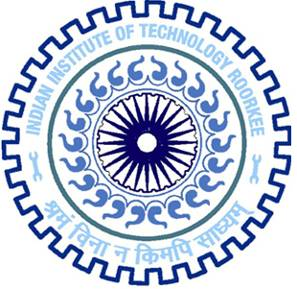 INDIAN INSTITUTE OF TECHNOLOGY ROORKEE
श्रमं विना न किमपि साध्यम्